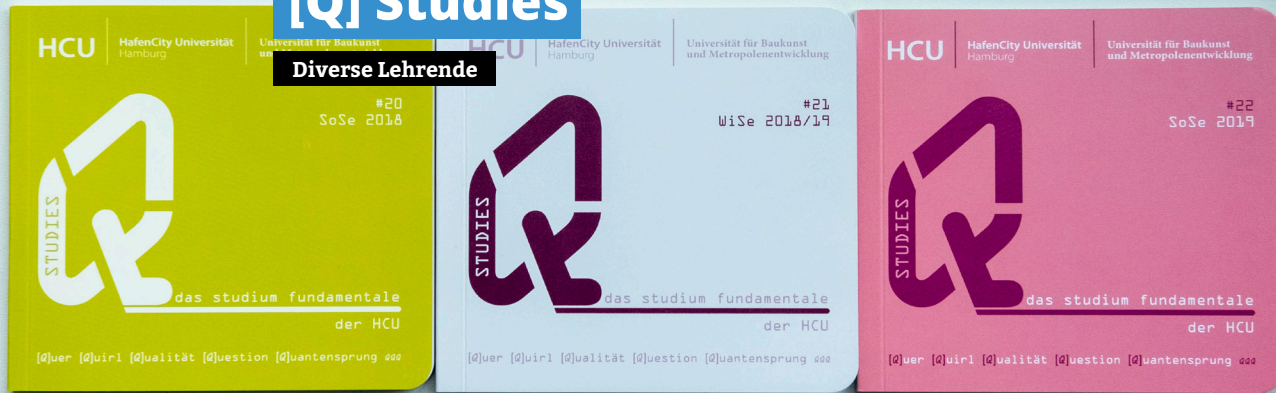 [Q] Studies
Diverse Lehrende
HCU
HafenCity Universität
Hamburg
Universität für Baukunst
#20
SoSe 2018
STUDIES
das studium fundamentale
der HCU
[Q]uer [Q]uirl [Q]ualität [Q]uestion [Q]uantensprung QQQ
HCU
HafenCity Universität
Hamburg
Universität für Baukunst
und Metropolenentwicklung
#21
WiSe 2018/19
STUDIES
das studium fundamentale
der HCU
[Q]uer [Q]uirl [Q]ualität [Q]uestion [Q]uantensprung QQQ
HCU
HafenCity Universität
Hamburg
Universität für Baukunst
und Metropolenentwicklung
#22
SoSe 2019
STUDIES
das studium fundamentale
der HCU
[Q]uer [Q]uirl [Q]ualität [Q]uestion [Q]uantensprung QQQ